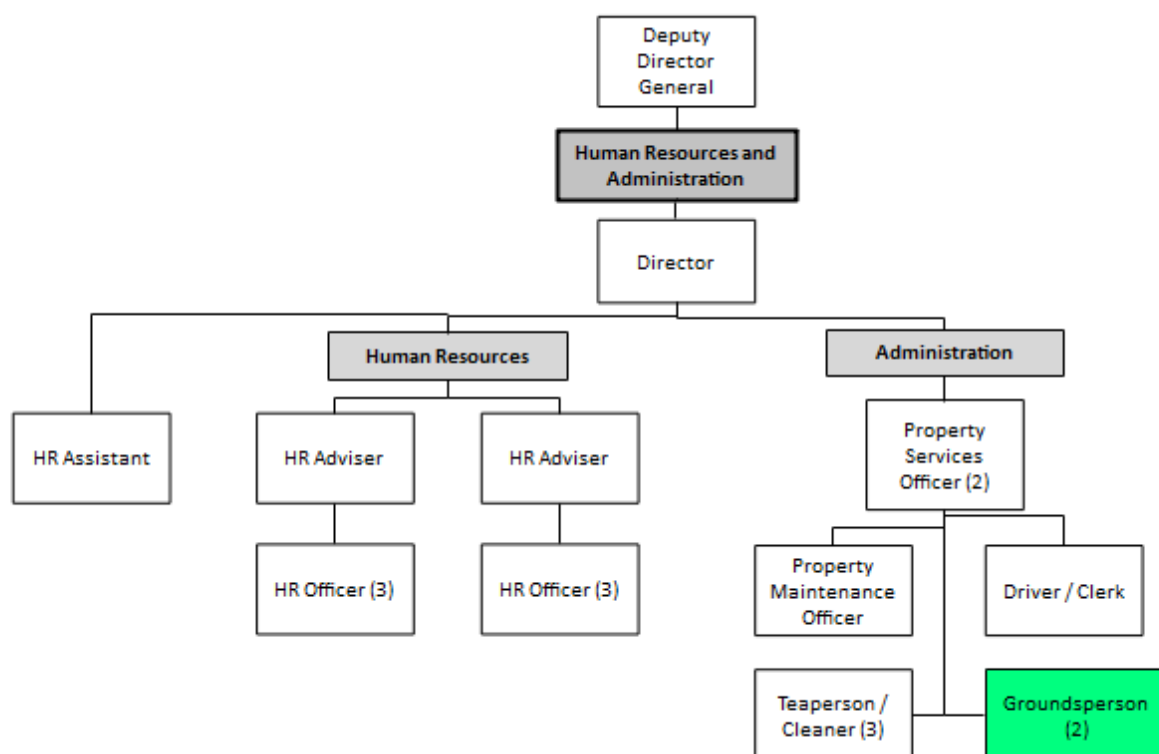 Deputy
Director
General
Human Resources and
Administration
Director
Human Resources
Administration
HR Assistant
HR Adviser
HR Adviser
Property
Services
Officer (2)
HR Officer (3)
HR Officer (3)
Property
Maintenance
Officer
Driver / Clerk
Teaperson /
Cleaner (3)
Groundsperson
(2)